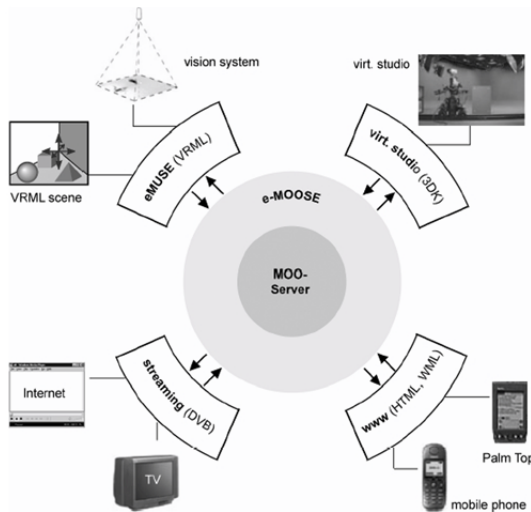 vision system
virt. studio
eMUSE (VRML)
virt. studio (3DK)
VRML scene
e-MOOSE
MOO-
Server
Internet
streaming (DVB)
www (HTML, WML)
TV
Palm Top
mobile phone